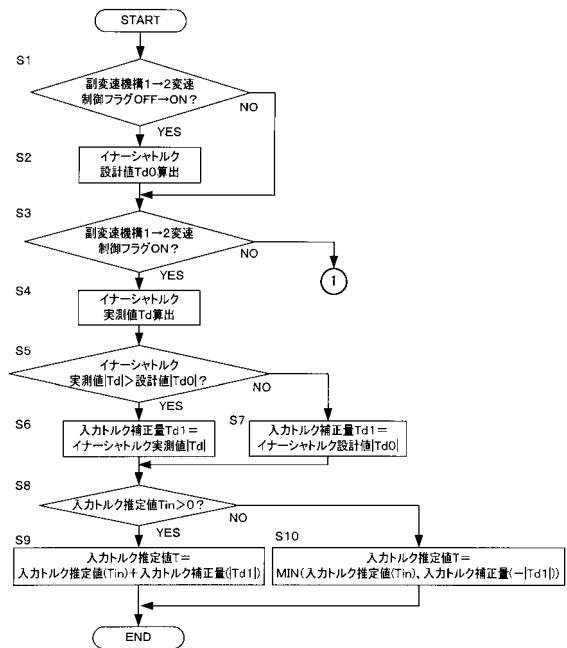 START
S1
副変速機構1→2変速
制御フラグOFF→ON?
NO
YES
S2
イナーシャトルク
設計値Td0算出
S3
副変速機構1→2変速
制御フラグON?
NO
YES
1
S4
イナーシャトルク
実測値Td算出
S5
イナーシャトルク
実測値|Td|>設計値|Td0|?
NO
YES
S6
入力トルク補正量Td1=
イナーシャトルク実測値|Td|
S7
入力トルク補正量Td1=
イナーシャトルク設計値|Td0|
S8
入力トルク推定値Tin>0?
NO
YES
S9
入力トルク推定値T=
入力トルク推定値(Tin)+入力トルク補正量(|Td1|)
S10
入力トルク推定値T=
MIN(入力トルク推定値(Tin)、入力トルク補正量(-|Td1|))
END